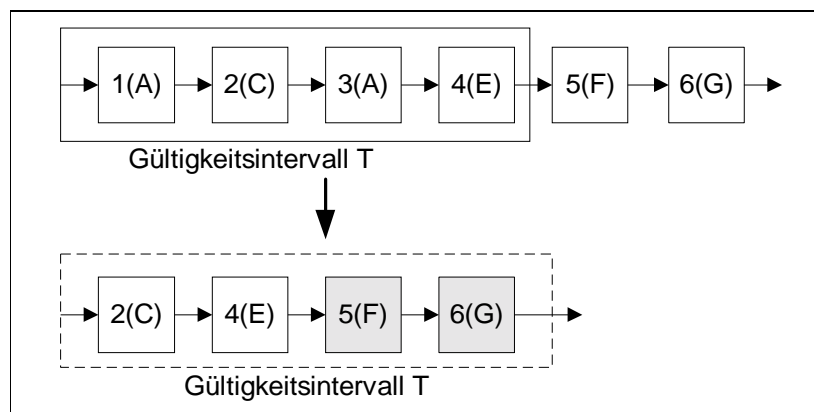 1(A) 2(C) 3(A) 4(E) 5(F) 6(G)
Gültigkeitsintervall T
2(C) 4(E) 5(F) 6(G)
Gültigkeitsintervall T